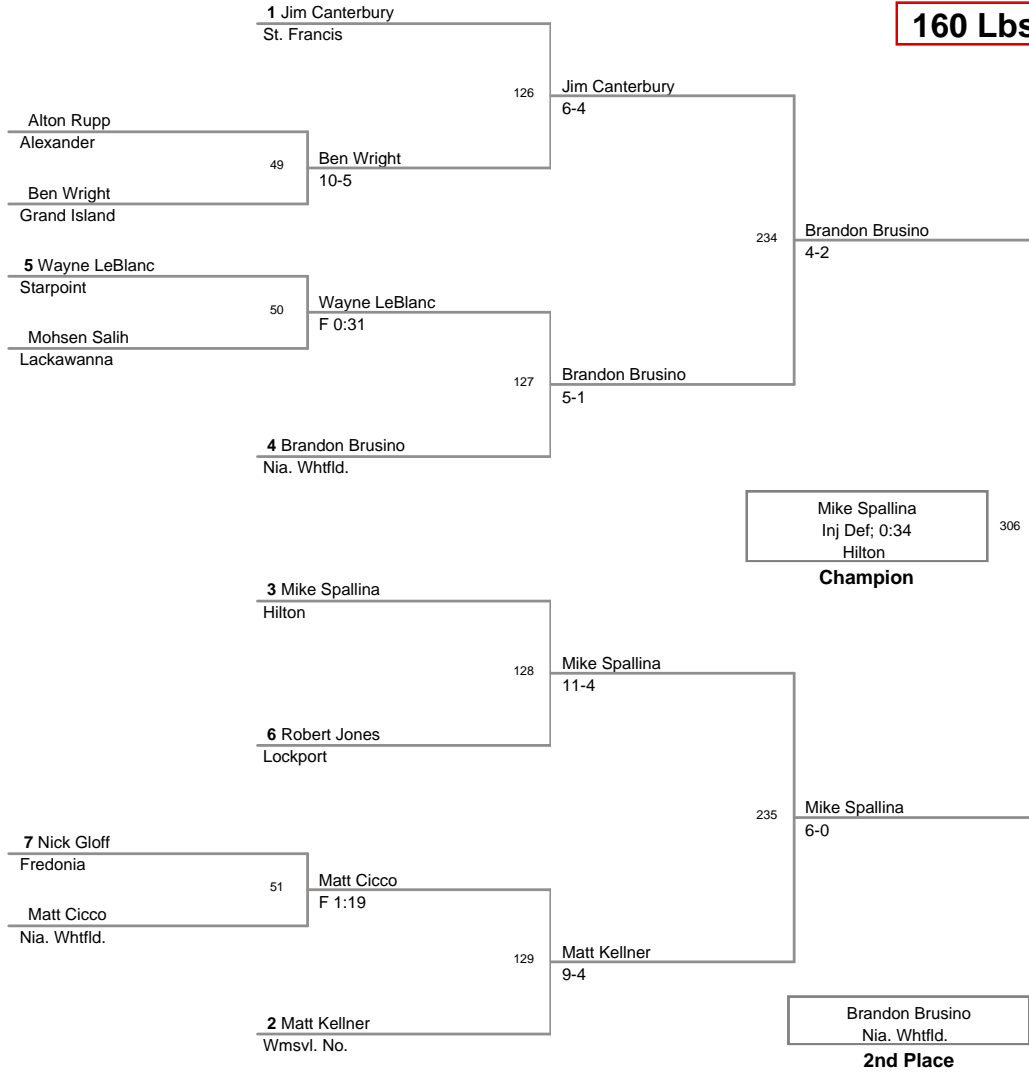 1 Jim Canterbury
St. Francis
160 Lbs
126
Jim Canterbury
6-4
Alton Rupp
Alexander
49
Ben Wright
10-5
Ben Wright
Grand Island
234
Brandon Brusino
4-2
5 Wayne LeBlanc
Starpoint
50
Wayne LeBlanc
F 0:31
Mohsen Salih
Lackawanna
127
Brandon Brusino
5-1
4 Brandon Brusino
Nia. Whtfld.
Mike Spallina
Inj Def; 0:34
Hilton
306
Champion
3 Mike Spallina
Hilton
128
Mike Spallina
11-4
6 Robert Jones
Lockport
235
Mike Spallina
6-0
7 Nick Gloff
Fredonia
51
Matt Cicco
F 1:19
Matt Cicco
Nia. Whtfld.
129
Matt Kellner
9-4
2 Matt Kellner
Wmsvl. No.
Brandon Brusino
Nia. Whtfld.
2nd Place